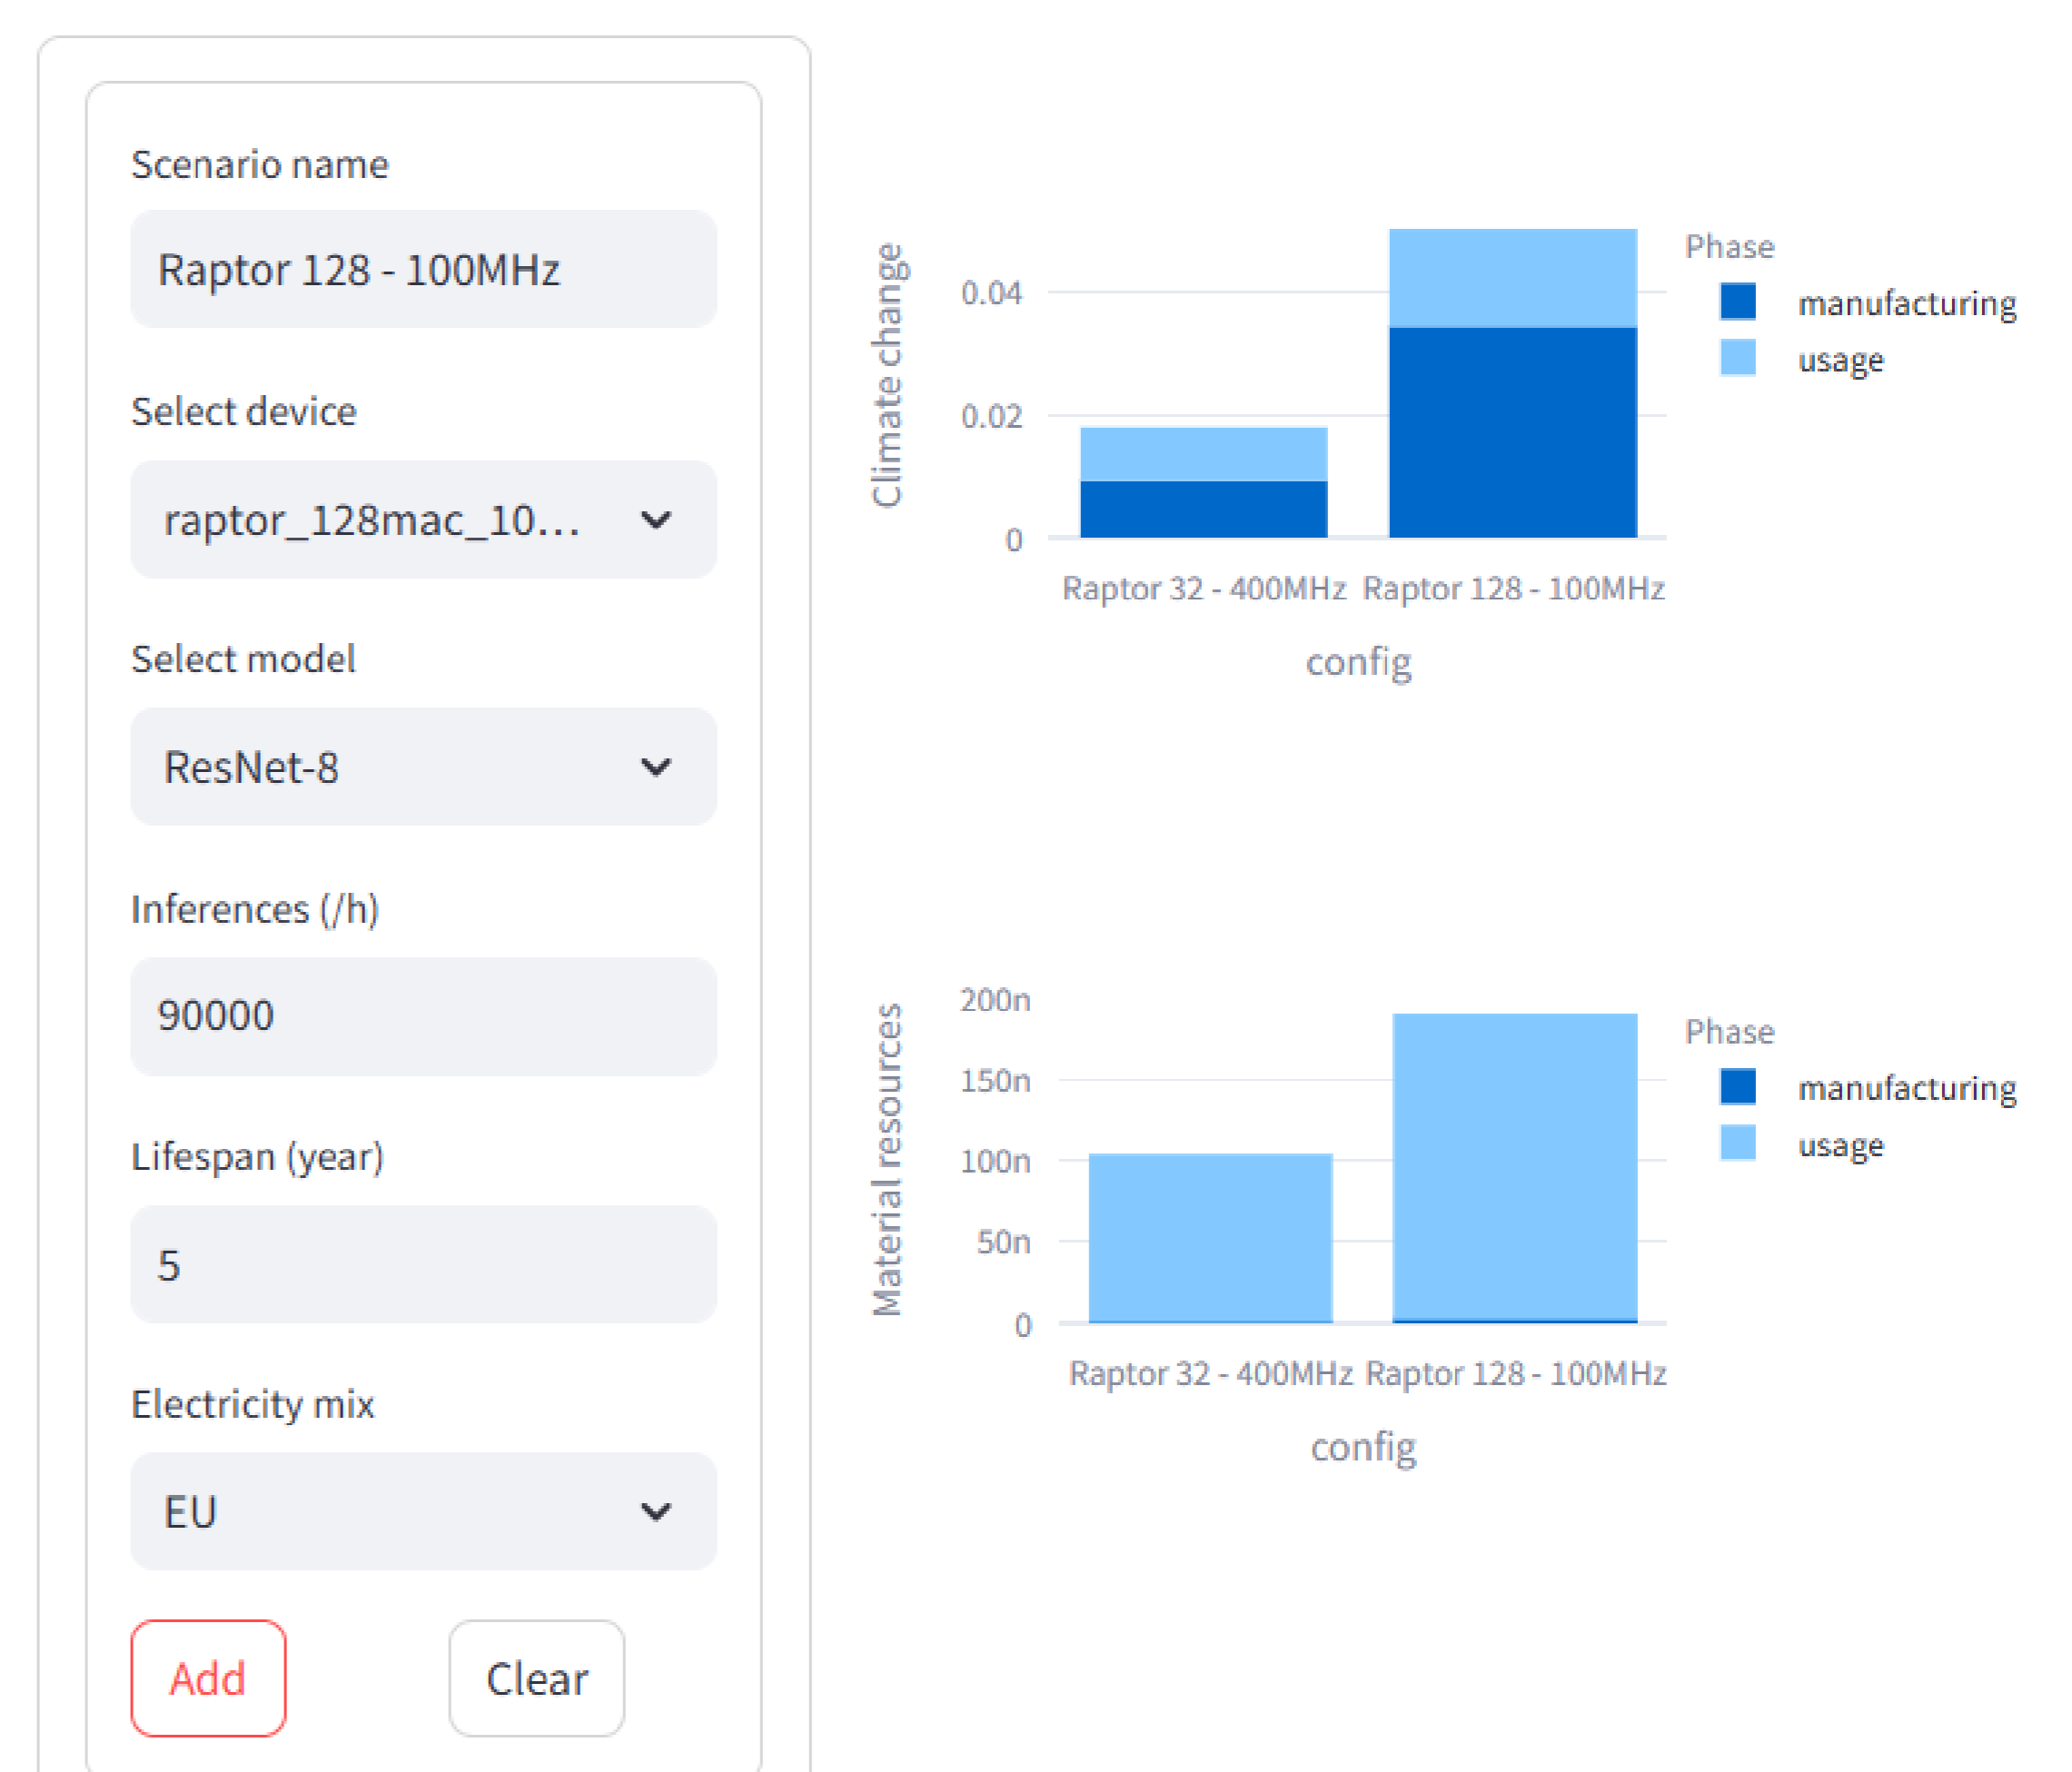 Scenario name
Raptor 128 - 100MHz
Select device
raptor_128mac_10...
Select model
ResNet-8
Inferences (/h)
90000
Lifespan (year)
5
Electricity mix
EU
Add
Clear
Climate change
0.04
0.02
0
Raptor 32 - 400MHz
Raptor 128 - 100MHz
config
Phase
manufacturing
usage
Material resources
200n
150n
100n
50n
0
Raptor 32 - 400MHz
Raptor 128 - 100MHz
config
Phase
manufacturing
usage